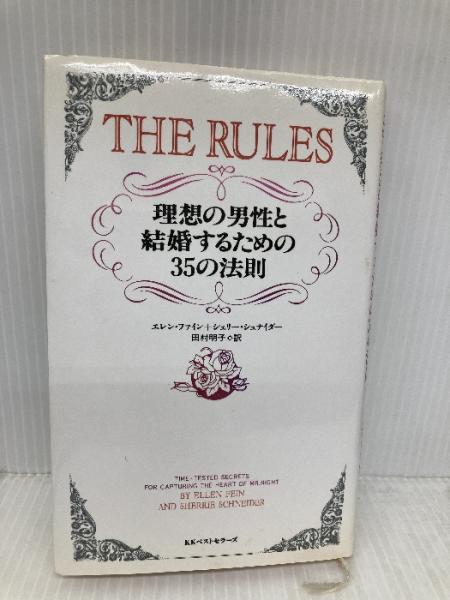 THE RULES
理想の男性と
結婚するための
35の法則
エレン・ファイン+シェリー・シュナイダー
田村明子◇訳
TIME-TESTED SECRETS
FOR CAPTURING THE HEART OF MR.RIGHT
BY ELLEN FEIN
AND SHERRIE SCHNEIDER
KKベストセラーズ